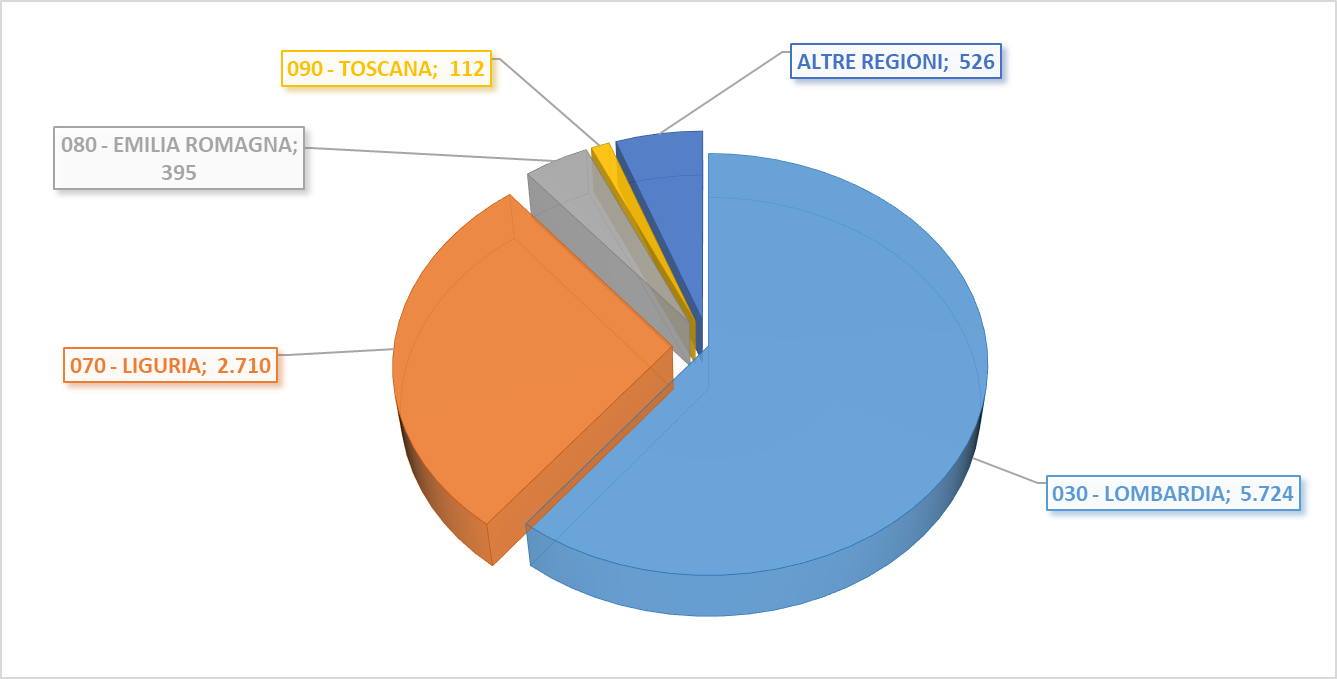 090 - TOSCANA; 112
ALTRE REGIONI; 526
080 - EMILIA ROMAGNA;
395
070 - LIGURIA; 2.710
030 - LOMBARDIA; 5.724